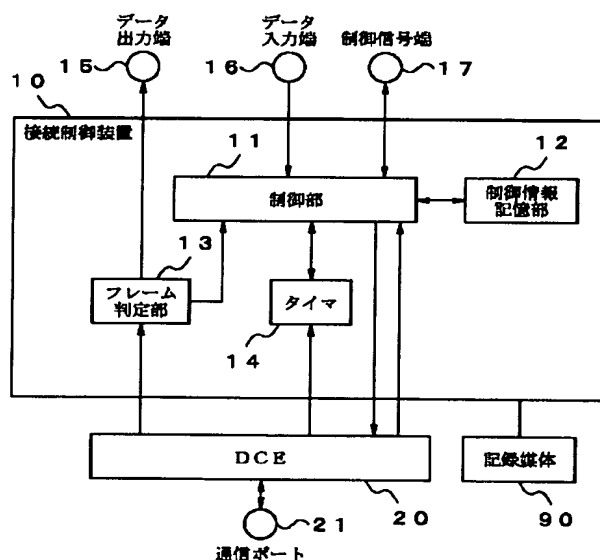 データ
出力端
データ
入力端
制御信号端
15
16
17
10
接続制御装置
11
12
制御部
制御情報
記憶部
13
フレーム
判定部
タイマ
14
DCE
記録媒体
20
90
21
通信ポート